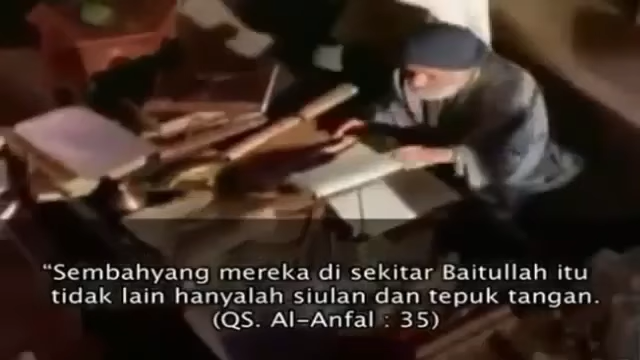 “Sembahyang mereka di sekitar Baitullah itu
tidak lain hanyalah siulan dan tepuk tangan.
(QS. Al-Anfal : 35)